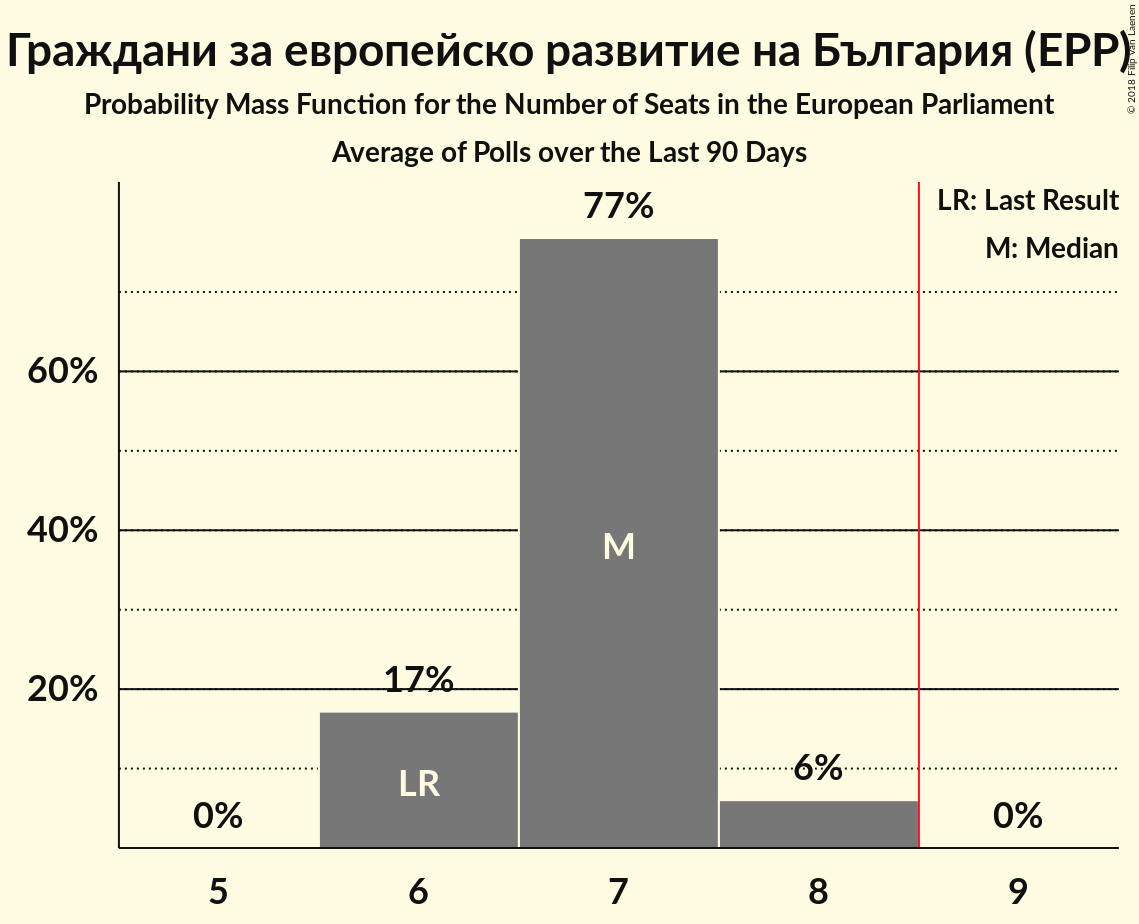 Граждани за европейско развитие на България (EPP)
© 2018 Filip van Laenen
Probability Mass Function for the Number of Seats in the European Parliament
Average of Polls over the Last 90 Days
LR: Last Result
M: Median
77%
60%
40%
M
20%
17%
LR
6%
0%
0%
5 6 7 8 9